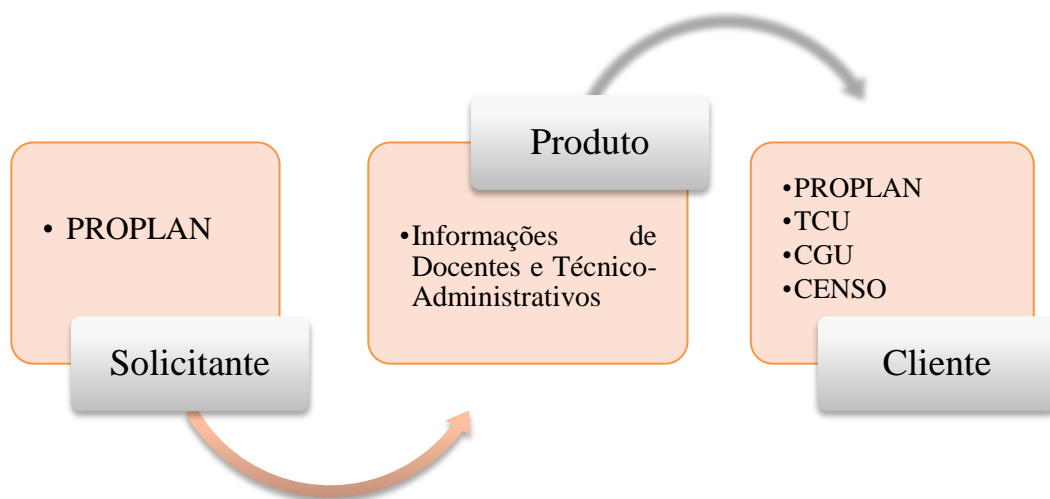 • PROPLAN
Solicitante
Produto
•Informações de
Docentes e Técnico-
Administrativos
•PROPLAN
•TCU
•CGU
•CENSO
Cliente